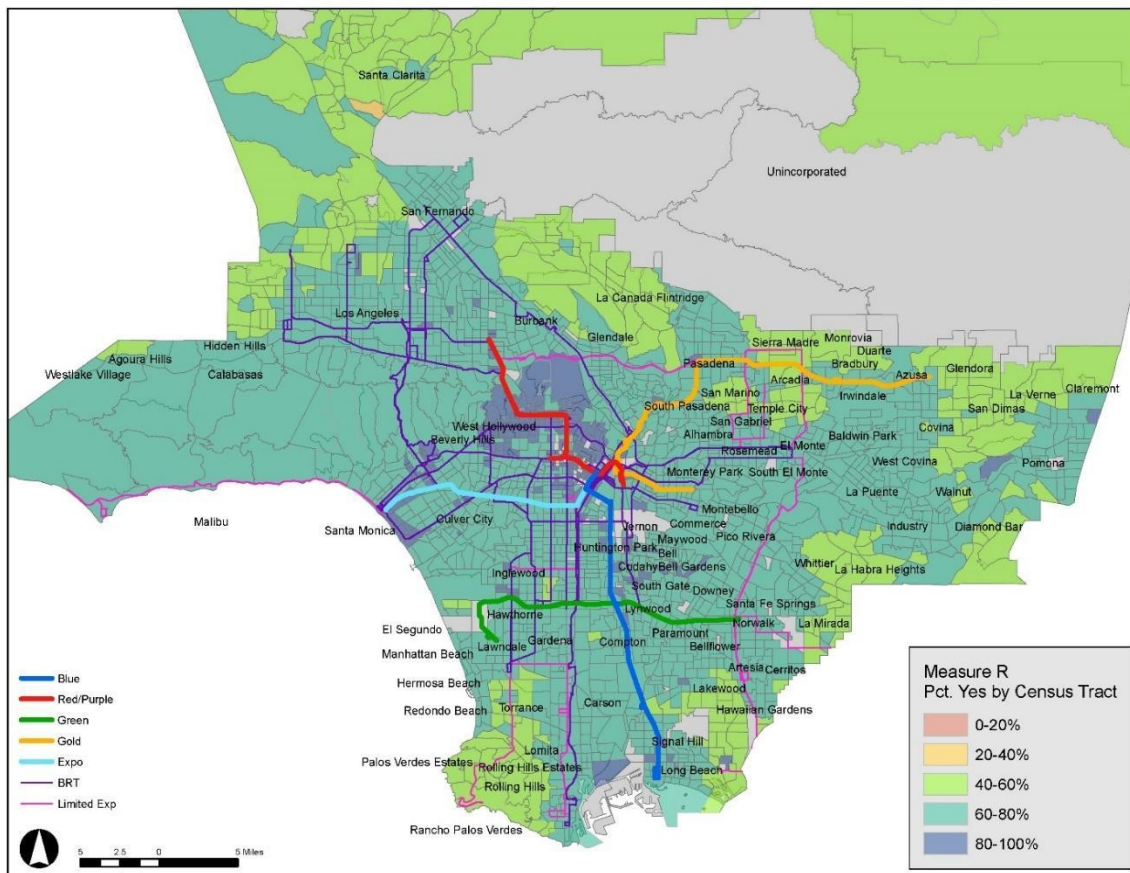 Santa Clarita
Unincorporated
San Fernando
La Canada Flintridge
Los Angeles
Burbank
Glendale
Sierra Madre
Monrovia
Duarte
Bradbury
Hidden Hills
Agoura Hills
Westlake Village
Calabasas
Pasadena
Arcadia
Azusa
Glendora
La Verne
Claremont
San Marino
Irwindale
San Dimas
South Pasadena
Temple City
San Gabriel
Covina
West Hollywood
Beverly Hills
Alhambra
Rosemead
El Monte
Baldwin Park
West Covina
Pomona
Monterey Park
South El Monte
La Puente
Walnut
Malibu
Santa Monica
Culver City
Montebello
Vernon
Commerce
Industry
Diamond Bar
Maywood
Pico Rivera
Huntington Park
Bell
Cudahy
Bell Gardens
Whittier
La Habra Heights
Inglewood
South Gate
Downey
Santa Fe Springs
Hawthorne
Lynwood
Norwalk
La Mirada
El Segundo
Lawndale
Gardena
Compton
Paramount
Bellflower
Manhattan Beach
Artesia
Cerritos
Hermosa Beach
Lakewood
Redondo Beach
Torrance
Carson
Hawaiian Gardens
Signal Hill
Lomita
Palos Verdes Estates
Rolling Hills Estates
Long Beach
Rolling Hills
Rancho Palos Verdes
Blue
Red/Purple
Green
Gold
Expo
BRT
Limited Exp
5 2.5 0 5 Miles
Measure R
Pct. Yes by Census Tract
0-20%
20-40%
40-60%
60-80%
80-100%